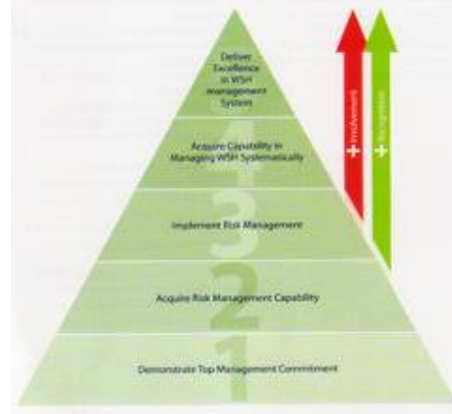 Deliver
Excellence
in WSH
management
System
4
Acquire Capability in
Managing WSH Systematically
3
Implement Risk Management
2
Acquire Risk Management Capability
1
Demonstrate Top Management Commitment
+ Involvement
+ Recognition